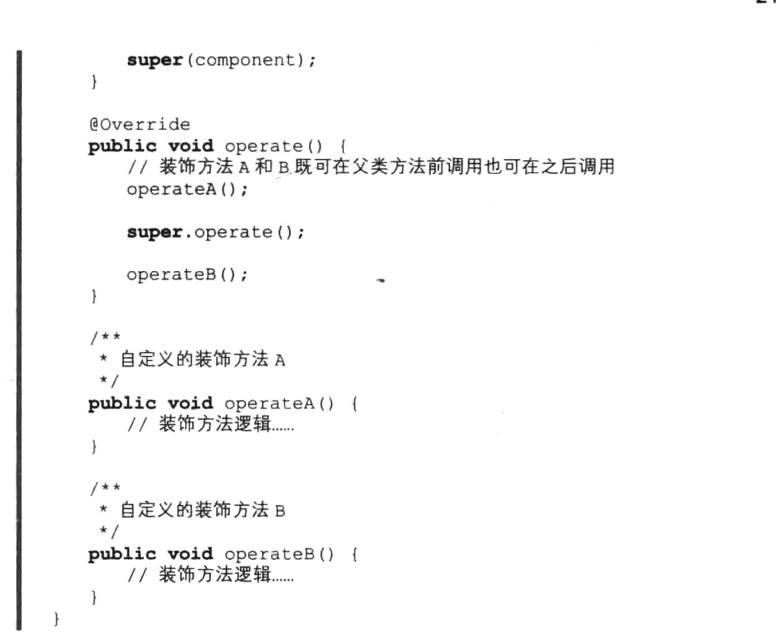 super(component);
}
@Override
public void operate() {
// 装饰方法 A 和 B 既可在父类方法前调用也可在之后调用
operateA();
super.operate();
operateB();
}
/**
* 自定义的装饰方法 A
*/
public void operateA() {
// 装饰方法逻辑……
}
/**
* 自定义的装饰方法 B
*/
public void operateB() {
// 装饰方法逻辑……
}
}